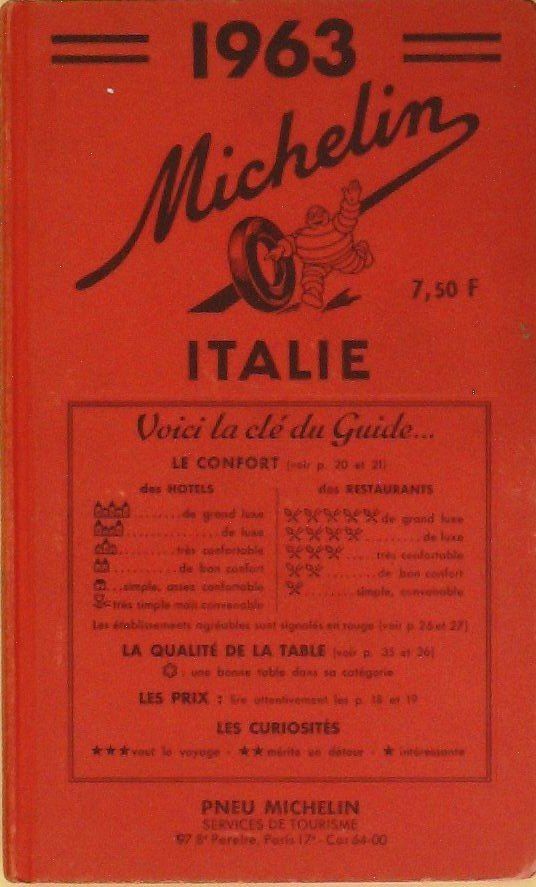 1963
Michelin
7,50 F
ITALIE
Voici la clé du Guide...
LE CONFORT (voir p. 20 et 21)
des HOTELS
des RESTAURANTS
........de grand luxe
de grand luxe
................de luxe
..........de luxe
........très confortable
.....très confortable
..........de bon confort
........de bon confort
...simple, assez confortable
..........simple, convenable
très simple mais convenable
Les établissements agréables sont signalés en rouge (voir p. 26 et 27)
LA QUALITÉ DE LA TABLE (voir p. 35 et 36)
: une bonne table dans sa catégorie
LES PRIX : lire attentivement les p. 18 et 19
LES CURIOSITÉS
★★★ vaut le voyage - ★★ mérite un détour - ★ intéressante
PNEU MICHELIN
SERVICES DE TOURISME
97 Bd Pereire, Paris 17e - Car 64-00